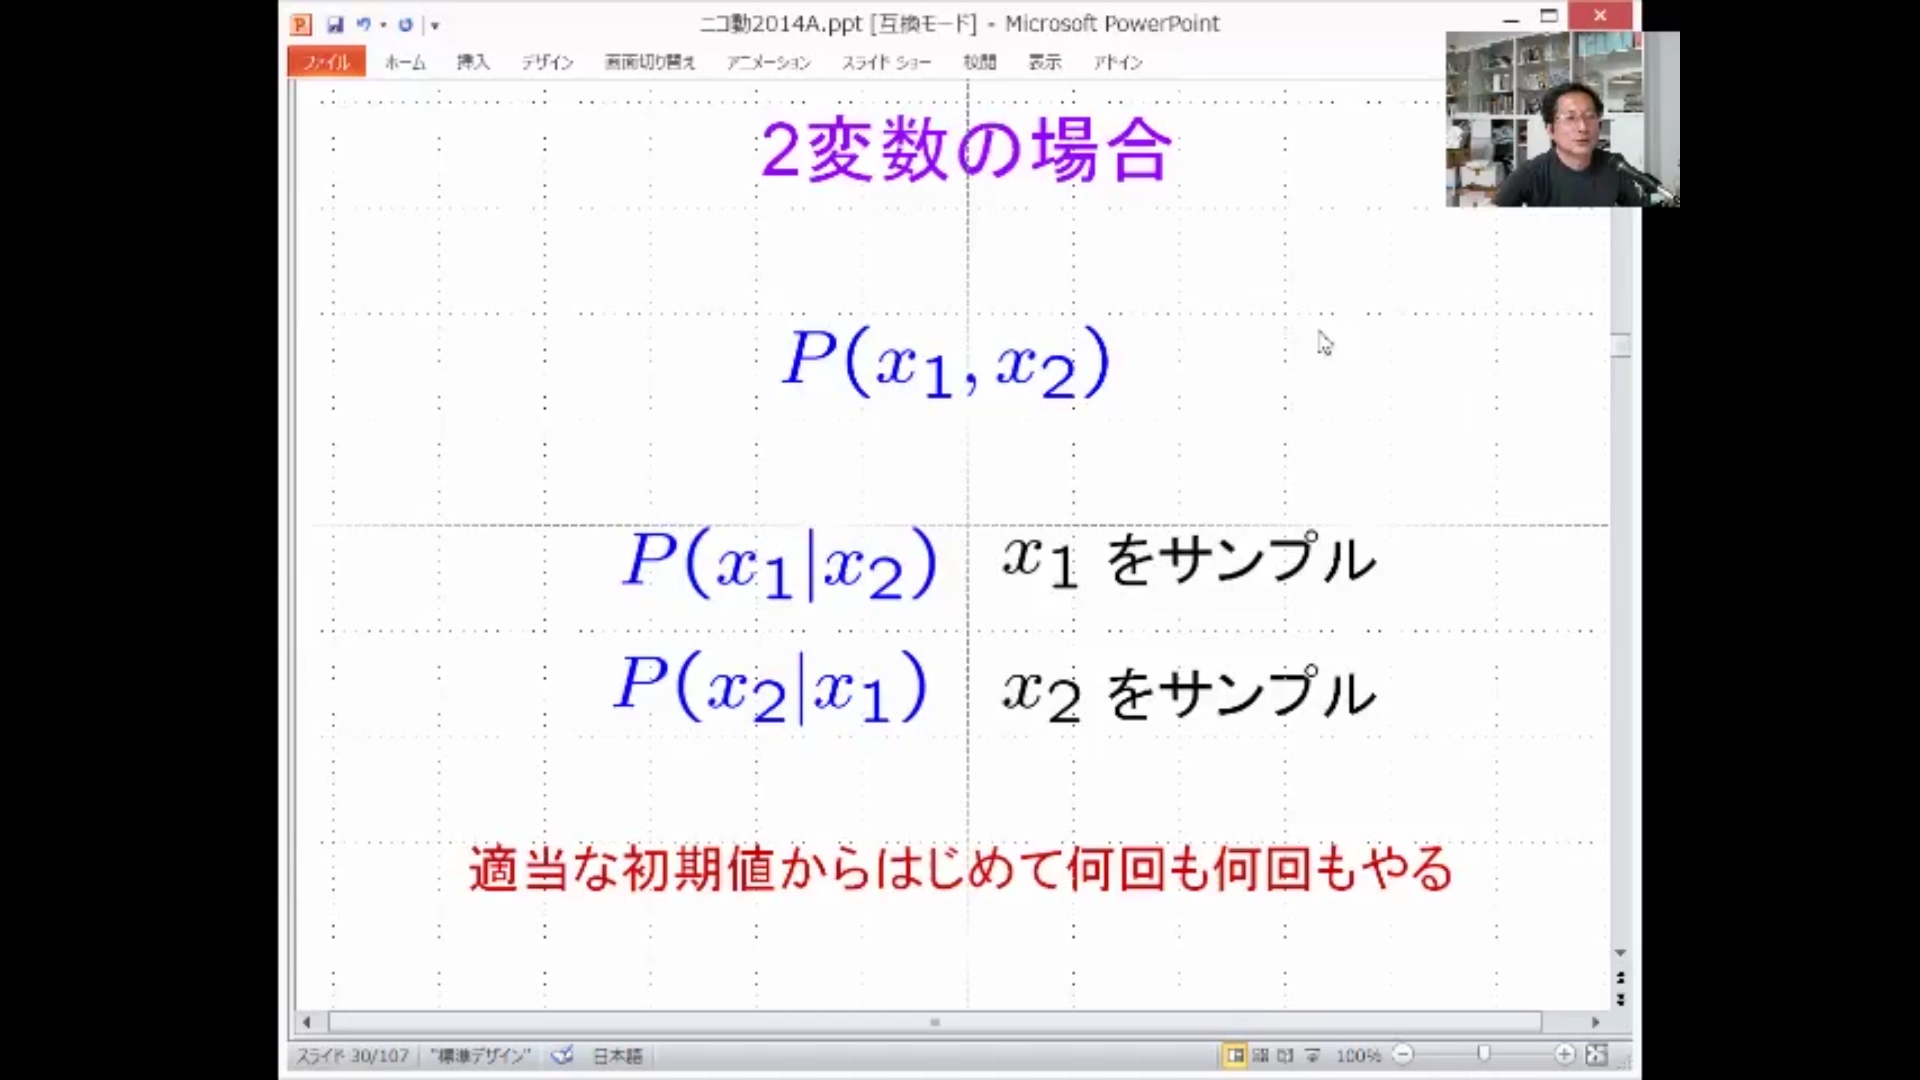 ニコ動2014A.ppt [互換モード] - Microsoft PowerPoint
ファイル ホーム 挿入 デザイン 画面切り替え アニメーション スライド ショー 校閲 表示 アドイン
2変数の場合
P(x1, x2)
P(x1|x2) x1 をサンプル
P(x2|x1) x2 をサンプル
適当な初期値からはじめて何回も何回もやる
スライド 30/107 "標準デザイン" 日本語 100%